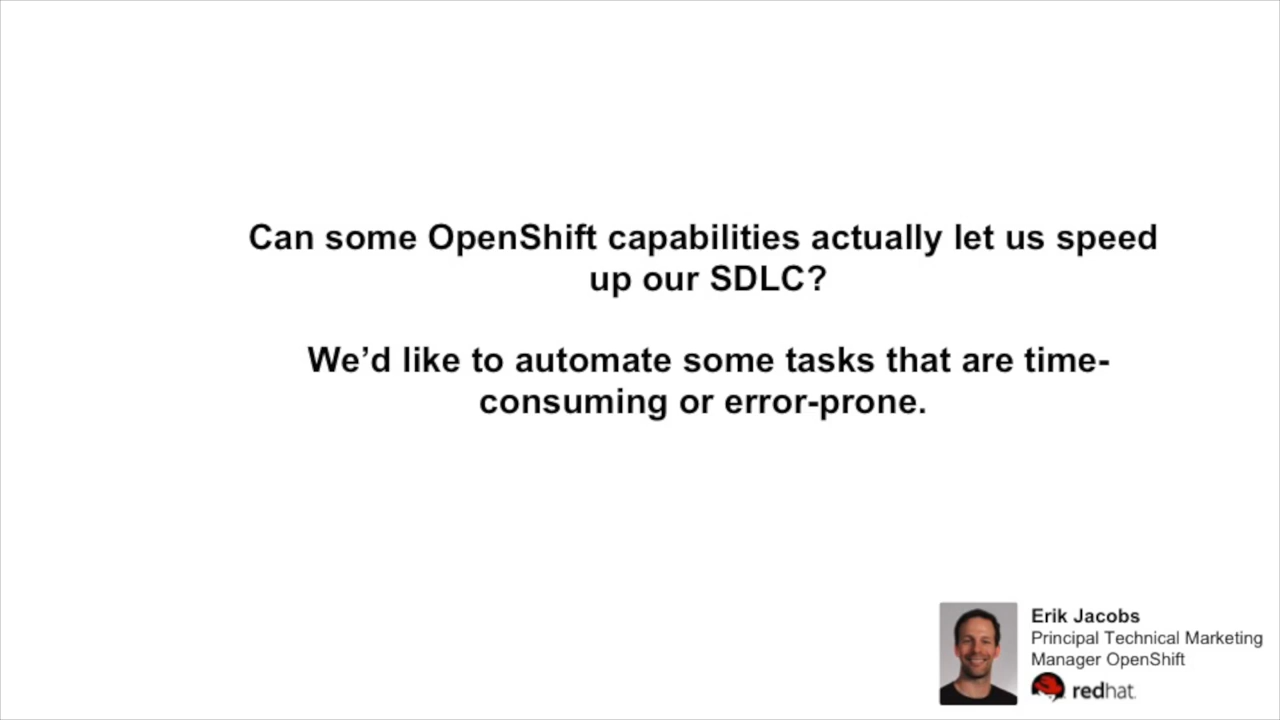 Can some OpenShift capabilities actually let us speed
up our SDLC?
We’d like to automate some tasks that are time-
consuming or error-prone.
Erik Jacobs
Principal Technical Marketing
Manager OpenShift
redhat.